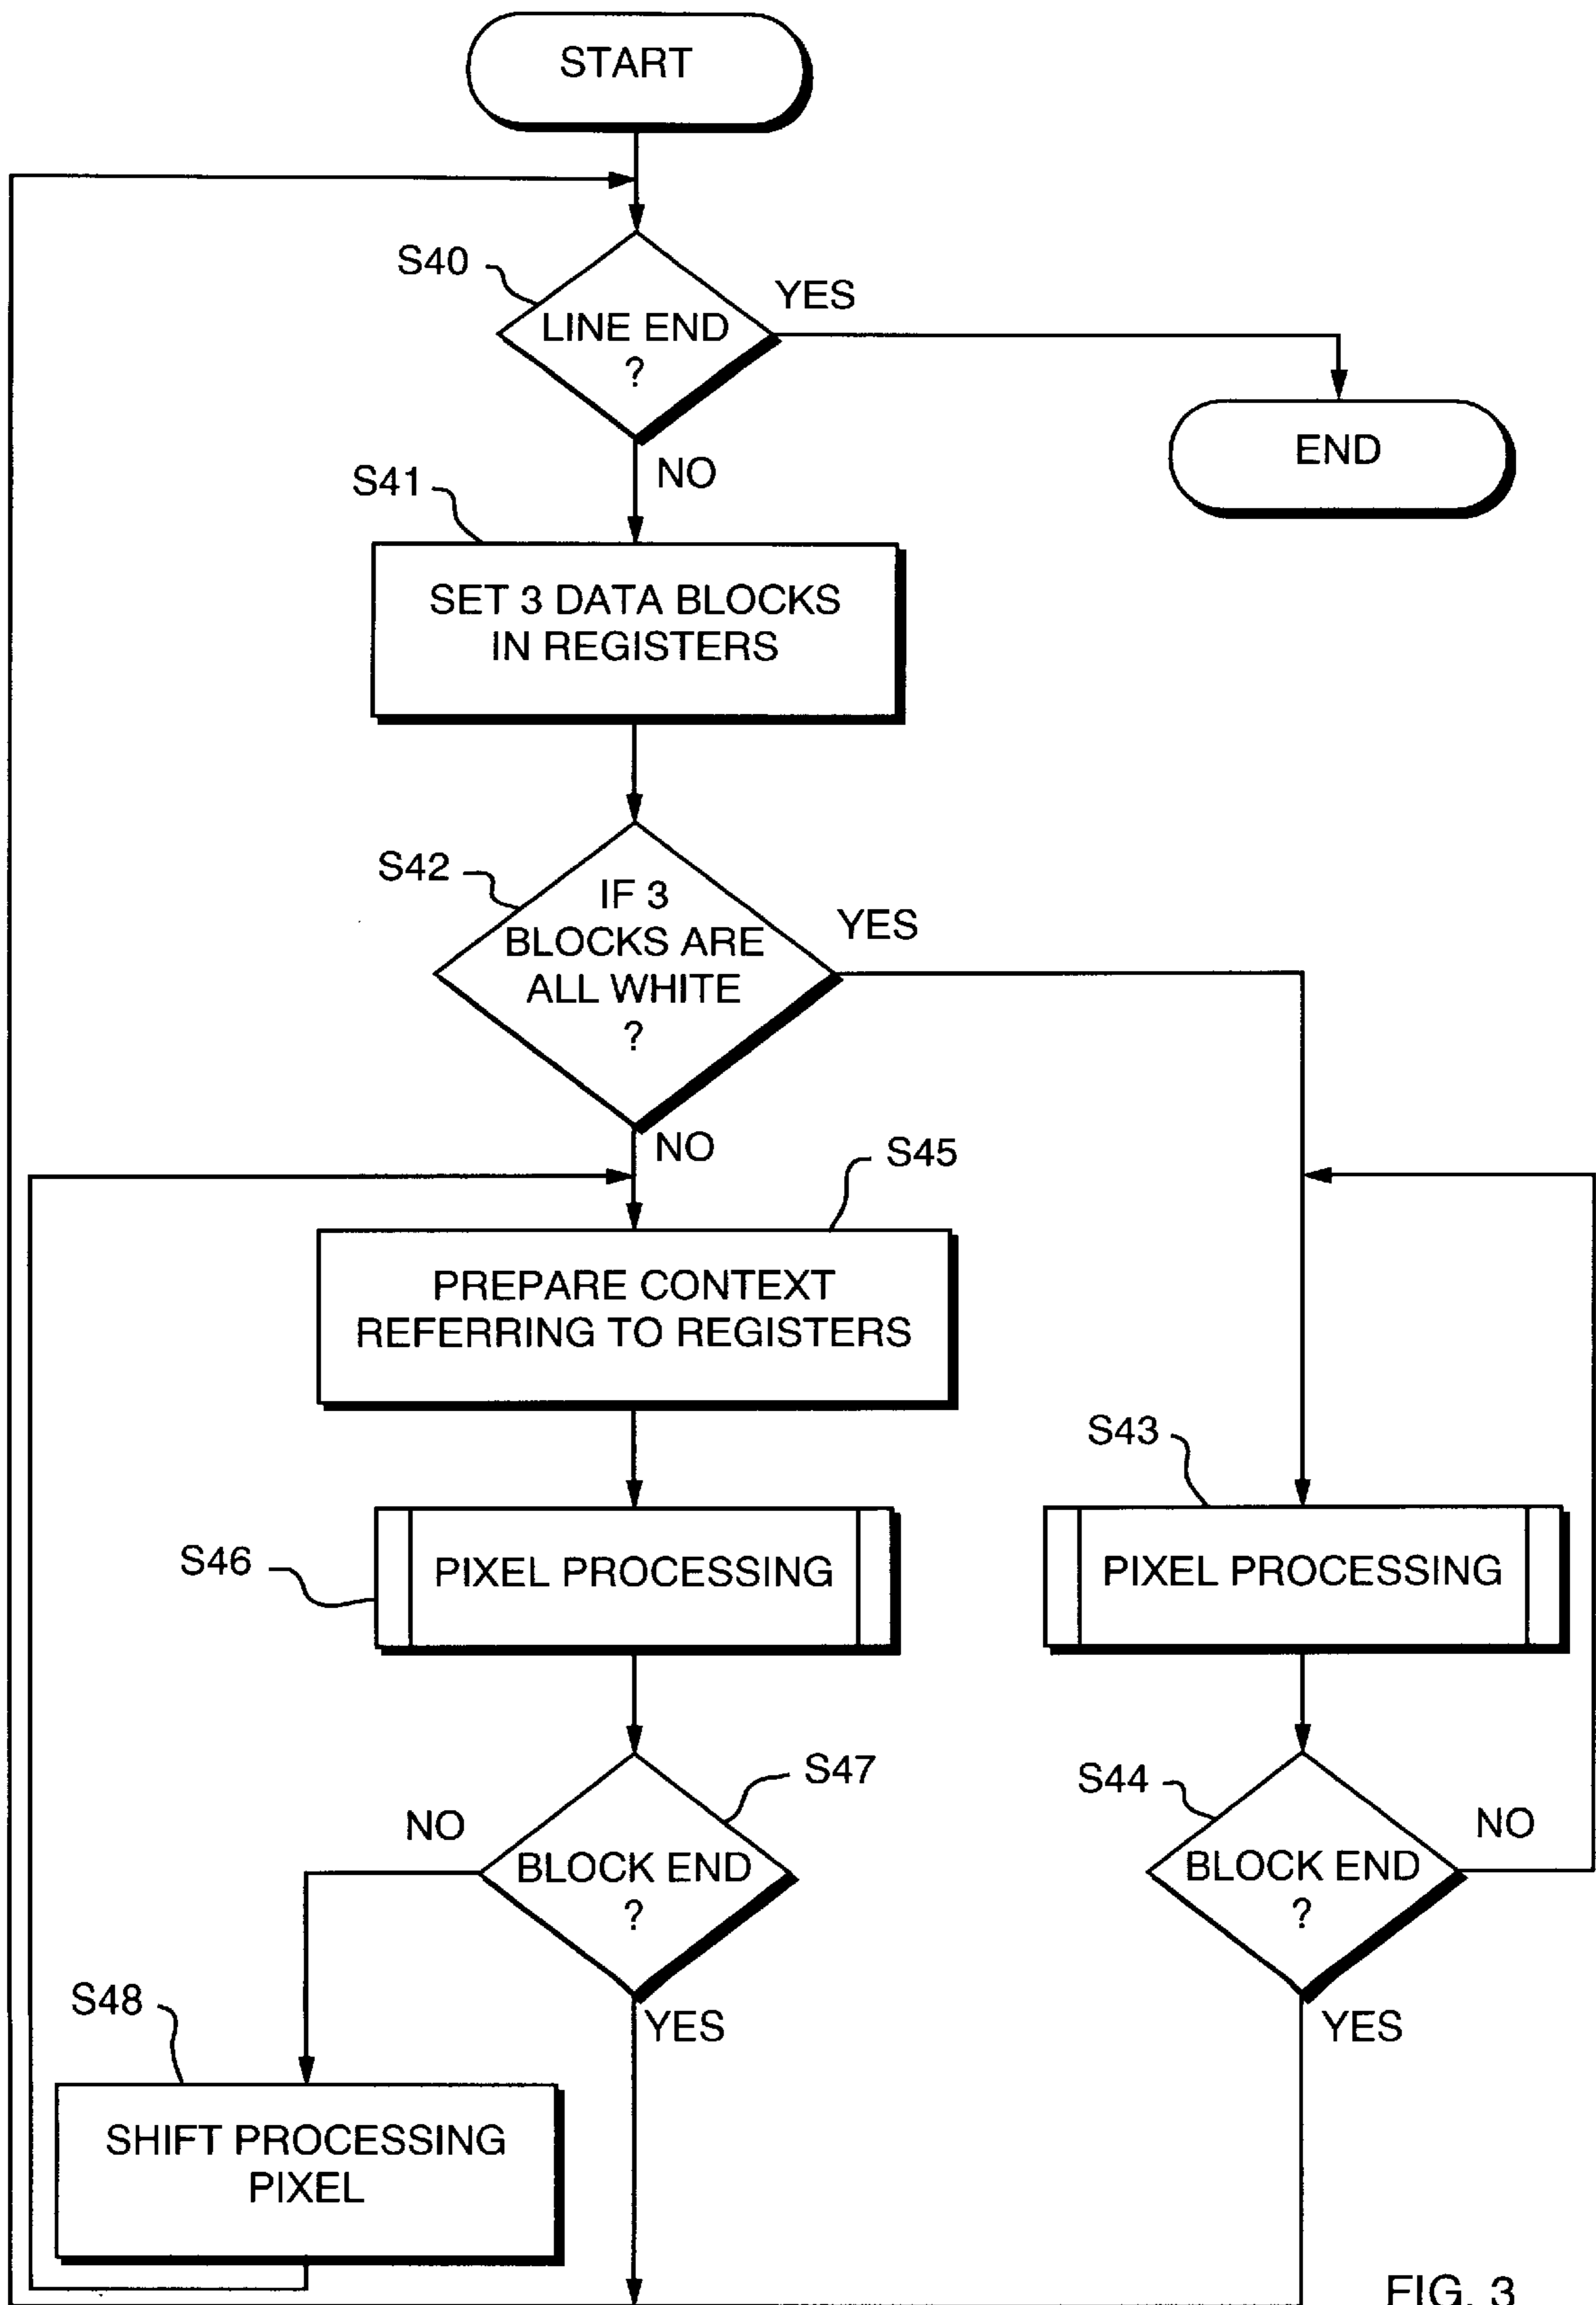 START
S40
YES
LINE END
?
END
S41
NO
SET 3 DATA BLOCKS
IN REGISTERS
S42
IF 3
BLOCKS ARE
ALL WHITE
?
YES
NO
S45
PREPARE CONTEXT
REFERRING TO REGISTERS
S43
S46
PIXEL PROCESSING
PIXEL PROCESSING
S47
S44
NO
BLOCK END
?
BLOCK END
?
NO
S48
YES
YES
SHIFT PROCESSING
PIXEL
FIG. 3